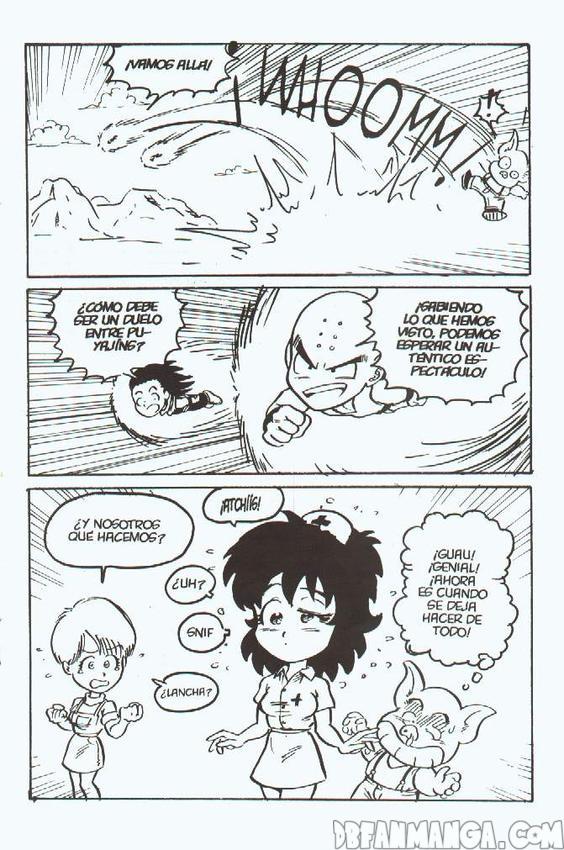 ¡VAMOS ALLA!
¡WHOOMM!
!?
¿CÓMO DEBE
SER UN DUELO
ENTRE PU-
YAJÍNS?
¡SABIENDO
LO QUE HEMOS
VISTO, PODEMOS
ESPERAR UN AU-
TÉNTICO ES-
PECTÁCULO!
¿Y NOSOTROS
QUÉ HACEMOS?
¡ATCHÍÍS!
¿UH?
SNIF
¿LANCHA?
¡GUAU!
¡GENIAL!
¡AHORA
ES CUANDO
SE DEJA
HACER DE
TODO!
DBFANMANGA.COM